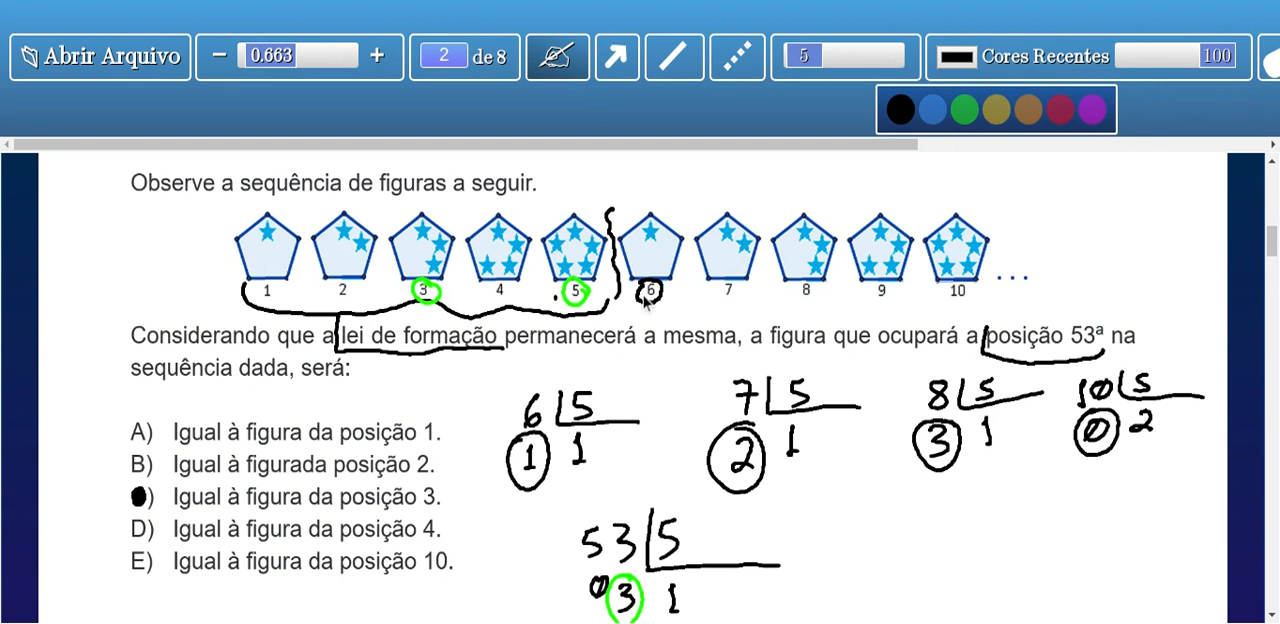 Abrir Arquivo − 0.663 + 2 de 8 5 Cores Recentes 100
Observe a sequência de figuras a seguir.
1 2 3 4 5 6 7 8 9 10 ...
Considerando que a lei de formação permanecerá a mesma, a figura que ocupará a posição 53ª na
sequência dada, será:
A) Igual à figura da posição 1.
B) Igual à figurada posição 2.
) Igual à figura da posição 3.
D) Igual à figura da posição 4.
E) Igual à figura da posição 10.
6 5
1 1
7 5
2 1
8 5
3 1
10 5
0 2
53 5
03 1